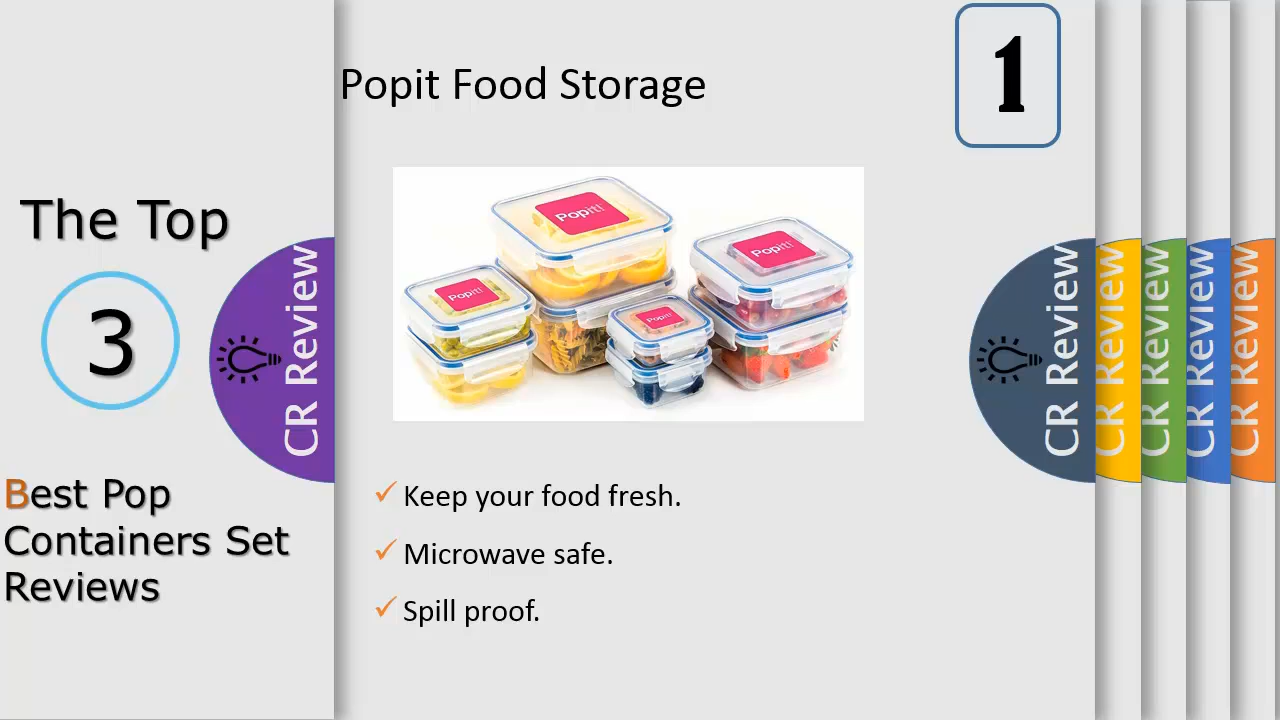 The Top
3
Best Pop
Containers Set
Reviews
CR Review
Popit Food Storage
1
Popit!
Popit!
Popit!
Popit!
Keep your food fresh.
Microwave safe.
Spill proof.
CR Review
CR Review
CR Review
CR Review
CR Review